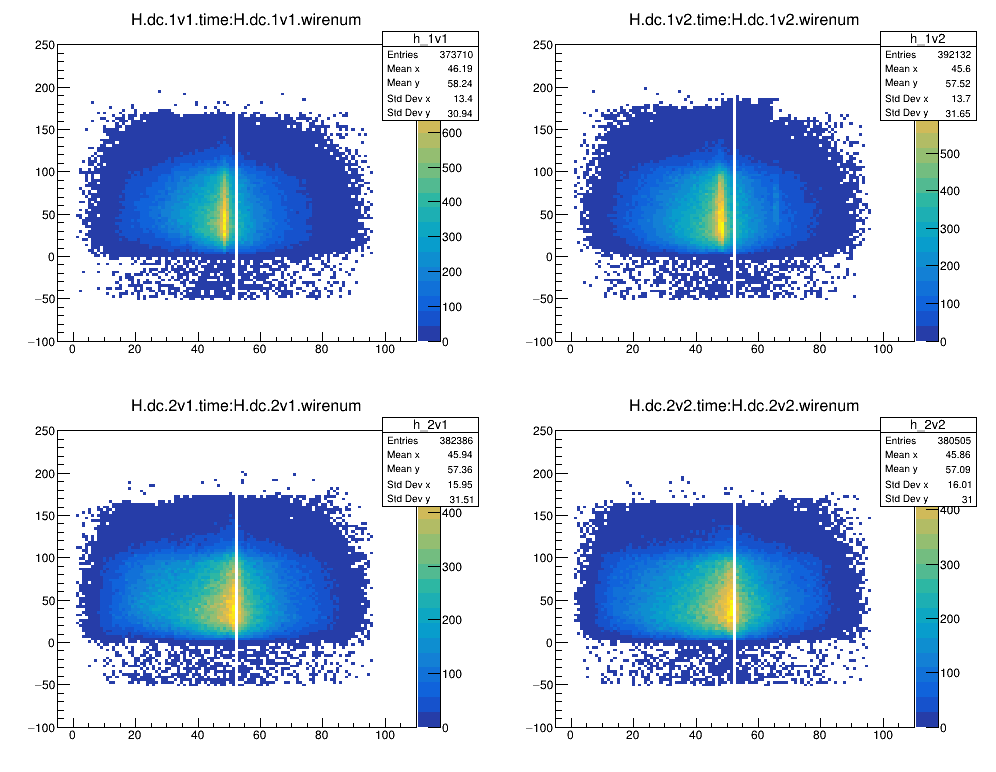 H.dc.1v1.time:H.dc.1v1.wirenum
h_1v1
Entries 373710
Mean x 46.19
Mean y 58.24
Std Dev x 13.4
Std Dev y 30.94
250
200
150
100
50
0
−50
−100
0 20 40 60 80 100
600
500
400
300
200
100
0
H.dc.1v2.time:H.dc.1v2.wirenum
h_1v2
Entries 392132
Mean x 45.6
Mean y 57.52
Std Dev x 13.7
Std Dev y 31.65
250
200
150
100
50
0
−50
−100
0 20 40 60 80 100
500
400
300
200
100
0
H.dc.2v1.time:H.dc.2v1.wirenum
h_2v1
Entries 382386
Mean x 45.94
Mean y 57.36
Std Dev x 15.95
Std Dev y 31.51
250
200
150
100
50
0
−50
−100
0 20 40 60 80 100
400
300
200
100
0
H.dc.2v2.time:H.dc.2v2.wirenum
h_2v2
Entries 380505
Mean x 45.86
Mean y 57.09
Std Dev x 16.01
Std Dev y 31
250
200
150
100
50
0
−50
−100
0 20 40 60 80 100
400
300
200
100
0